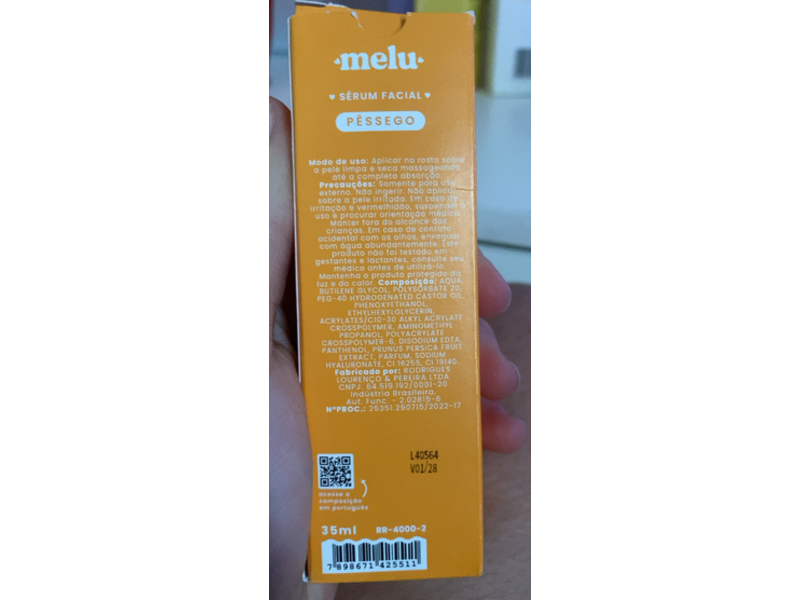 melu
SÉRUM FACIAL
PÊSSEGO
Modo de uso: Aplicar no rosto sobre
a pele limpa e seca massageando
até a completa absorção.
Precauções: Somente para uso
externo. Não ingerir. Não aplicar
sobre a pele irritada. Em caso de
irritação e vermelhidão, suspender o
uso e procurar orientação médica.
Manter fora do alcance das
crianças. Em caso de contato
acidental com os olhos, enxaguar
com água abundantemente. Este
produto não foi testado em
gestantes e lactantes, consulte seu
médico antes de utilizá-lo.
Mantenha o produto protegido da
luz e do calor. Composição: AQUA,
BUTILENE GLYCOL, POLYSORBATE 20,
PEG-40 HYDROGENATED CASTOR OIL,
PHENOXYETHANOL,
ETHYLHEXYLGLYCERIN,
ACRYLATES/C10-30 ALKYL ACRYLATE
CROSSPOLYMER, AMINOMETHYL
PROPANOL, POLYACRYLATE
CROSSPOLYMER-6, DISODIUM EDTA,
PANTHENOL, PRUNUS PERSICA FRUIT
EXTRACT, PARFUM, SODIUM
HYALURONATE, CI 16255, CI 19140.
Fabricado por: RODRIGUES
LOURENÇO & PEREIRA LTDA
CNPJ: 64.519.192/0001-20
Indústria Brasileira.
Aut. Func. - 2.02815-6
NºPROC.: 25351.290715/2022-17
L40564
V01/28
acesse a
composição
em português
35ml RR-4000-2
7 898671 425511